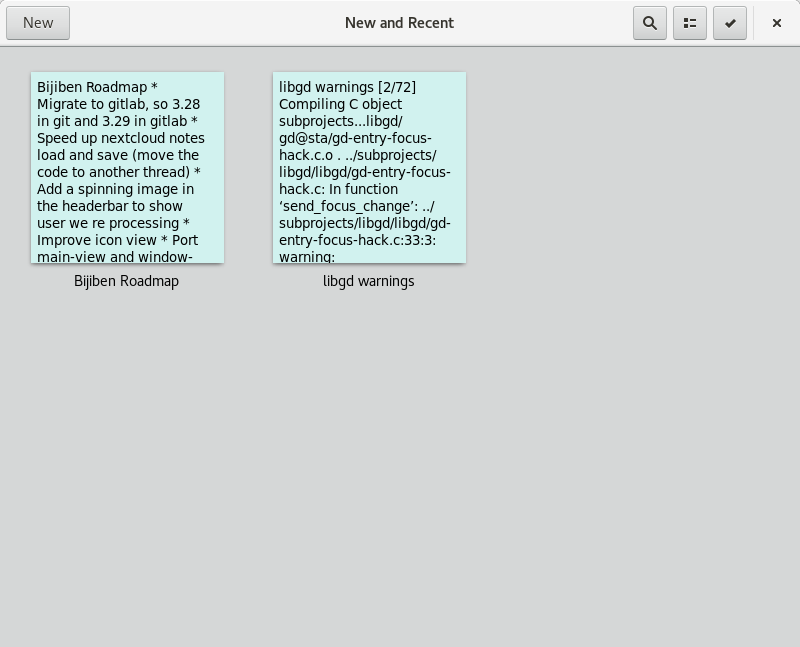 New
New and Recent
Bijiben Roadmap *
Migrate to gitlab, so 3.28
in git and 3.29 in gitlab *
Speed up nextcloud notes
load and save (move the
code to another thread) *
Add a spinning image in
the headerbar to show
user we re processing *
Improve icon view * Port
main-view and window-
Bijiben Roadmap
libgd warnings [2/72]
Compiling C object
subprojects...libgd/
gd@sta/gd-entry-focus-
hack.c.o . ../subprojects/
libgd/libgd/gd-entry-focus-
hack.c: In function
‘send_focus_change’: ../
subprojects/libgd/libgd/gd-
entry-focus-hack.c:33:3:
warning:
libgd warnings